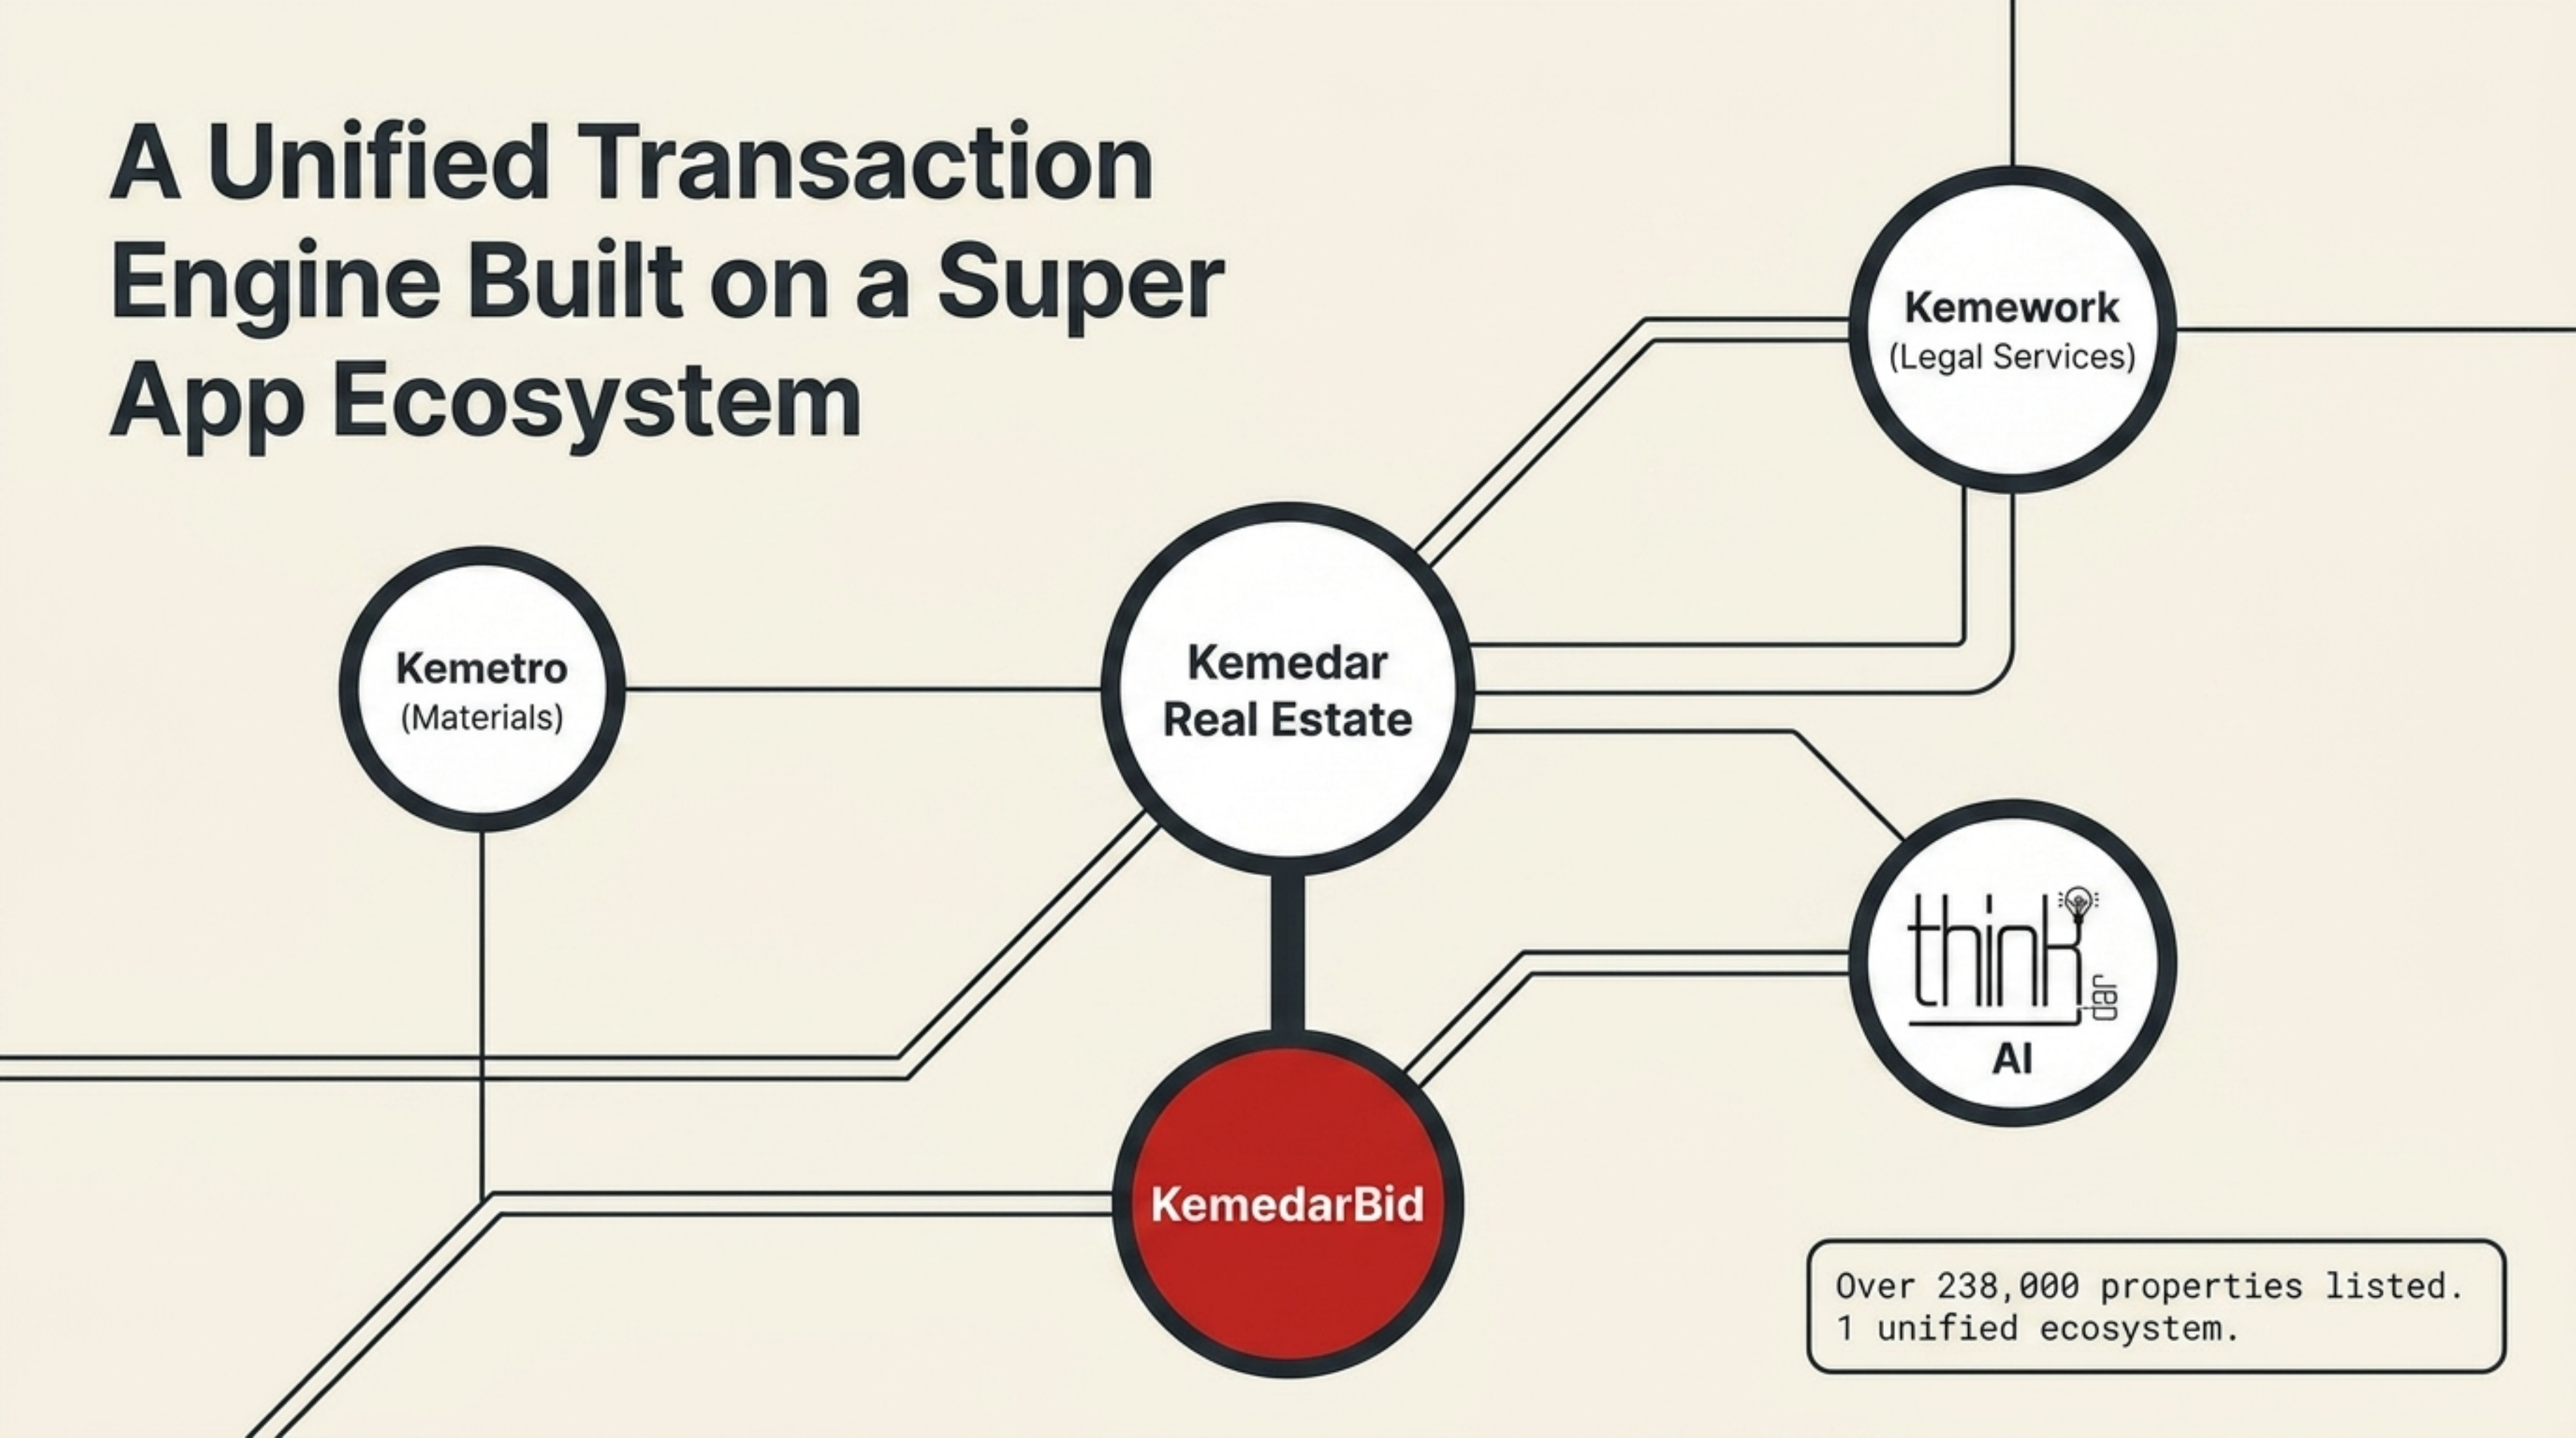 A Unified Transaction
Engine Built on a Super
App Ecosystem
Kemework
(Legal Services)
Kemetro
(Materials)
Kemedar
Real Estate
think
dar
AI
KemedarBid
Over 238,000 properties listed.
1 unified ecosystem.